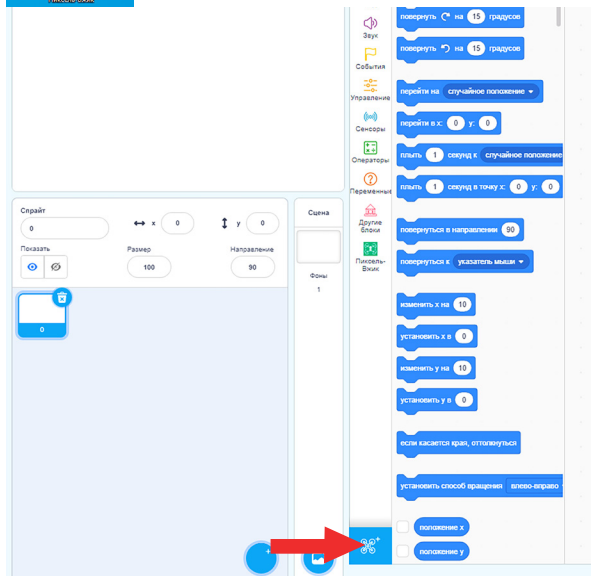 Пиксель-Вжик
Звук
События
Управление
Сенсоры
Операторы
Переменные
Другие
блоки
Пиксель-
Вжик
повернуть на 15 градусов
повернуть на 15 градусов
перейти на случайное положение
перейти в x: 0 y: 0
плыть 1 секунд к случайное положение
плыть 1 секунд в точку x: 0 y: 0
повернуться в направлении 90
повернуться к указатель мыши
изменить x на 10
установить x в 0
изменить y на 10
установить y в 0
если касается края, оттолкнуться
установить способ вращения влево-вправо
положение x
положение y
Спрайт
0
x 0
y 0
Показать
Размер
100
Направление
90
0
Сцена
Фоны
1